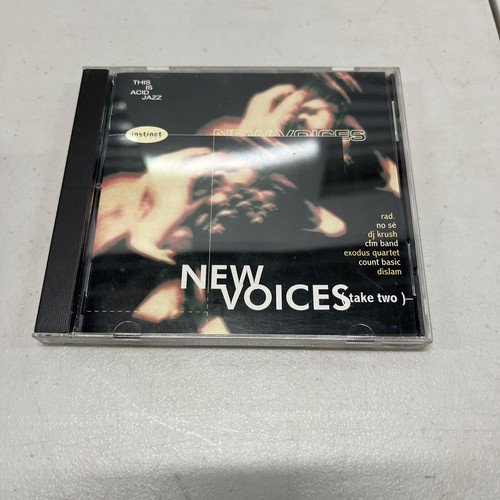 THIS
IS
ACID
JAZZ
instinct
NEW VOICES
rad.
no sé
dj krush
cfm band
exodus quartet
count basic
dislam
NEW
VOICES
( take two )